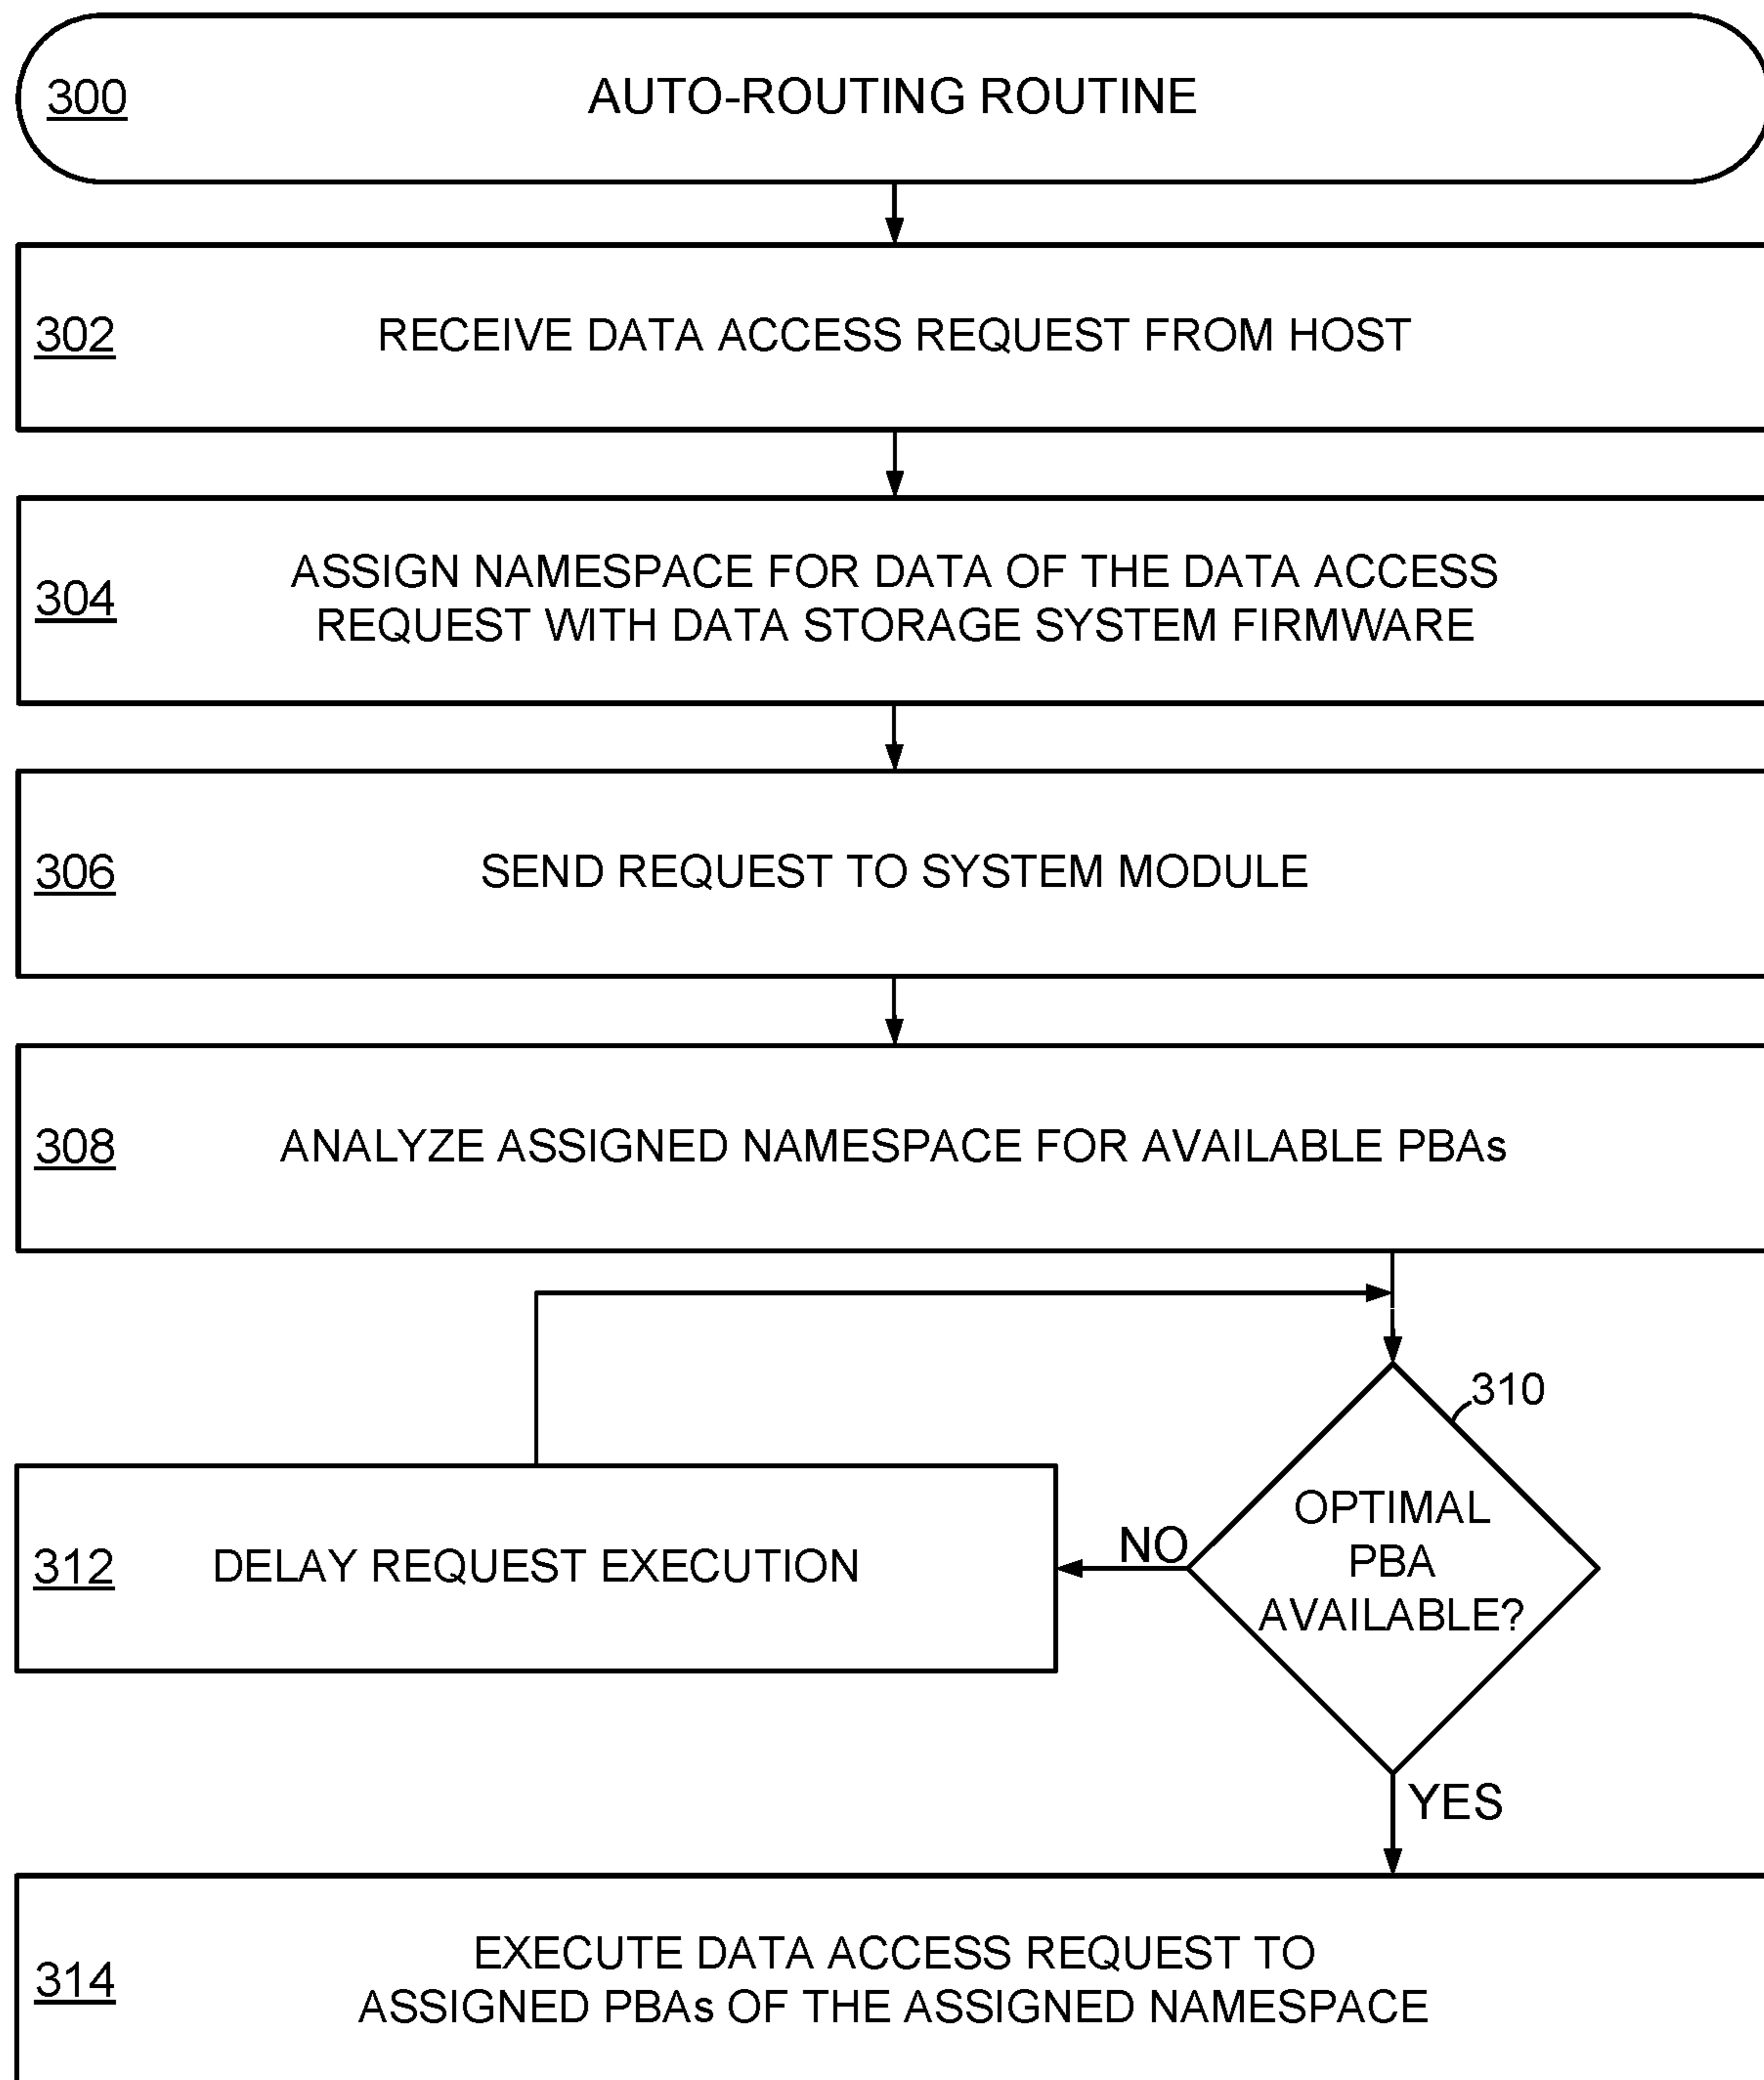 300 AUTO-ROUTING ROUTINE
302 RECEIVE DATA ACCESS REQUEST FROM HOST
304 ASSIGN NAMESPACE FOR DATA OF THE DATA ACCESS
REQUEST WITH DATA STORAGE SYSTEM FIRMWARE
306 SEND REQUEST TO SYSTEM MODULE
308 ANALYZE ASSIGNED NAMESPACE FOR AVAILABLE PBAs
310
OPTIMAL
PBA
AVAILABLE?
NO
312 DELAY REQUEST EXECUTION
YES
314 EXECUTE DATA ACCESS REQUEST TO
ASSIGNED PBAs OF THE ASSIGNED NAMESPACE